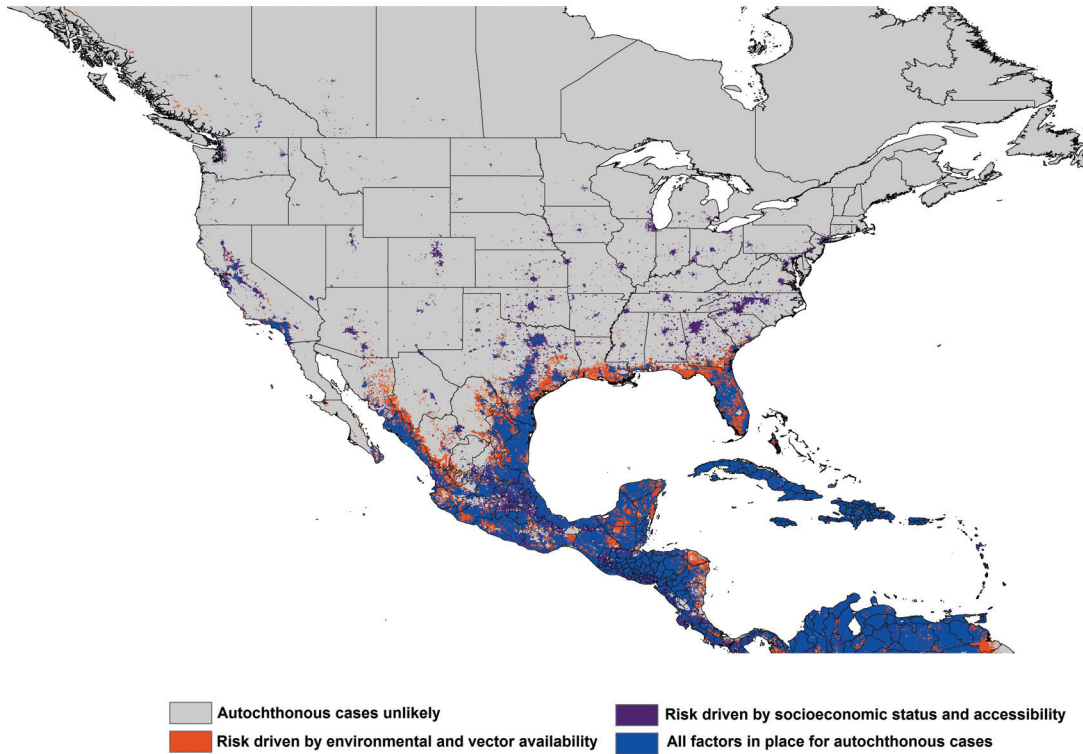 Autochthonous cases unlikely
Risk driven by environmental and vector availability
Risk driven by socioeconomic status and accessibility
All factors in place for autochthonous cases